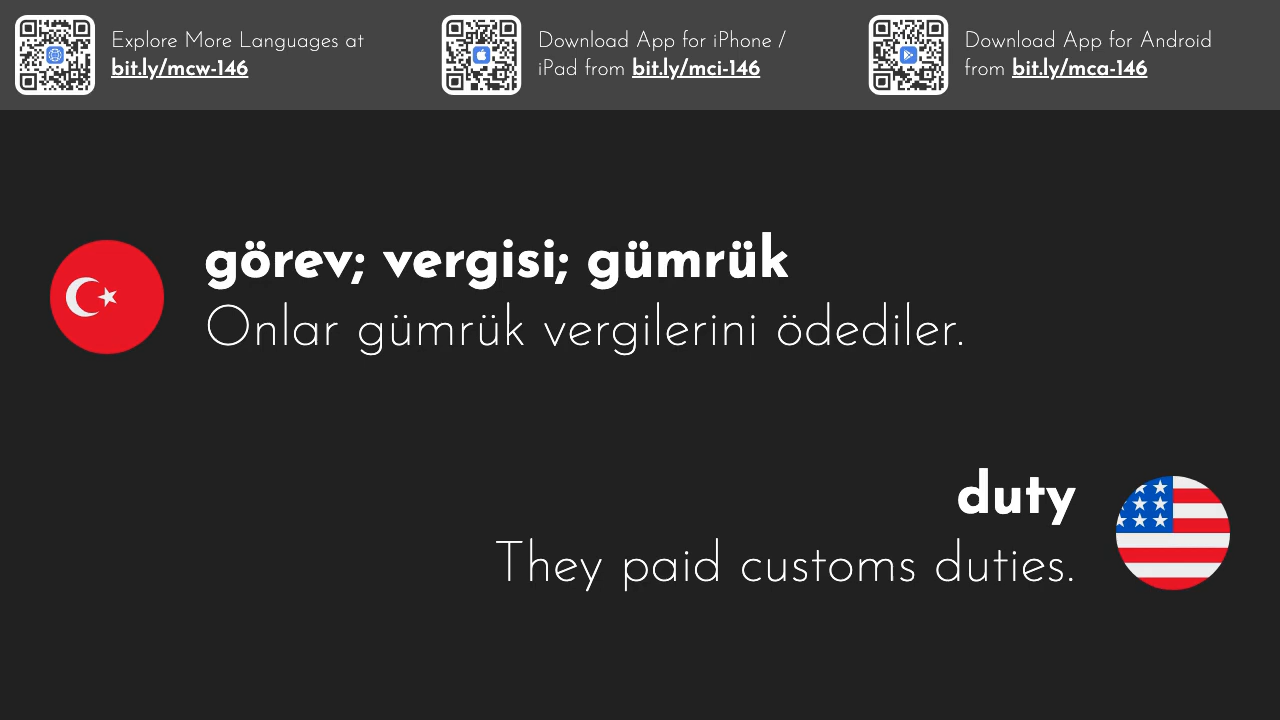 Explore More Languages at
bit.ly/mcw-146
Download App for iPhone /
iPad from bit.ly/mci-146
Download App for Android
from bit.ly/mca-146
görev; vergisi; gümrük
Onlar gümrük vergilerini ödediler.
duty
They paid customs duties.